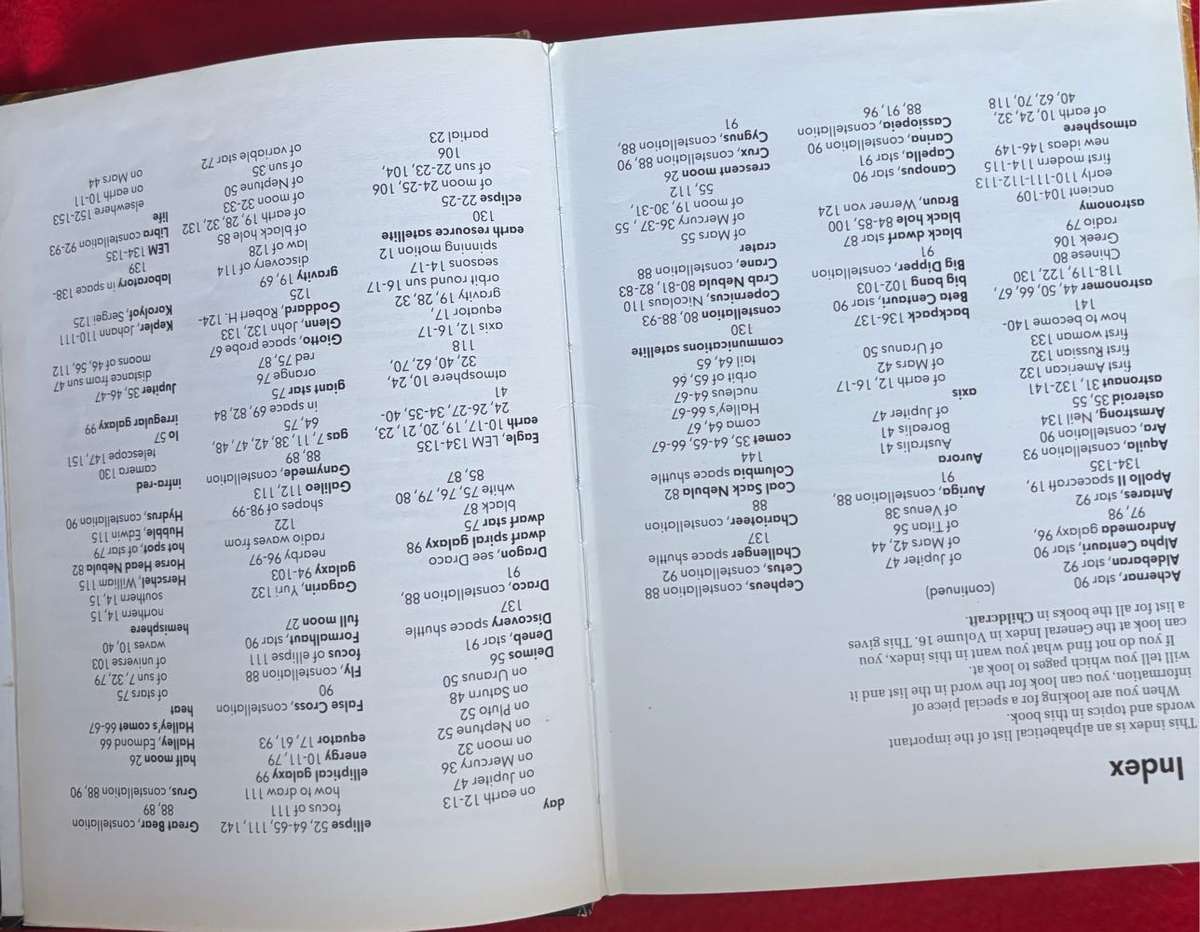 Index
This index is an alphabetical list of the important
words and topics in this book.
When you are looking for a special piece of
information, you can look for the word in the list and it
will tell you which pages to look at.
If you do not find what you want in this index, you
can look at the General Index in Volume 16. This gives
a list for all the books in Childcraft.
Achernar, star 90
Aldebaran, star 92
Alpha Centauri, star 90
Andromeda galaxy 96,
97, 98
Antares, star 92
Apollo II spacecraft 19,
134-135
Aquila, constellation 93
Ara, constellation 90
Armstrong, Neil 134
asteroid 35, 55
astronaut 31, 132-141
first American 132
first Russian 132
first woman 133
how to become 140-
141
astronomer 44, 50, 66, 67,
118-119, 122, 130
Chinese 80
Greek 106
radio 79
astronomy
ancient 104-109
early 110-111-112-113
first modern 114-115
new ideas 146-149
atmosphere
of earth 10, 24, 32,
40, 62, 70, 118
(continued)
of Jupiter 47
of Mars 42, 44
of Titan 56
of Venus 38
Auriga, constellation 88,
91
Aurora
Australis 41
Borealis 41
of Jupiter 47
axis
of earth 12, 16-17
of Mars 42
of Uranus 50
backpack 136-137
Beta Centauri, star 90
big bang 102-103
Big Dipper, constellation
91
black dwarf star 87
black hole 84-85, 100
Braun, Werner von 124
Canopus, star 90
Capella, star 91
Carina, constellation 90
Cassiopeia, constellation
88, 91, 96
Cepheus, constellation 88
Cetus, constellation 92
Challenger space shuttle
137
Charioteer, constellation
88
Coal Sack Nebula 82
Columbia space shuttle
144
comet 35, 64-65, 66-67
coma 64, 67
Halley's 66-67
nucleus 64-67
orbit of 65, 66
tail 64, 65
communications satellite
130
constellation 80, 88-93
Copernicus, Nicolaus 110
Crab Nebula 80-81, 82-83
Crane, constellation 88
crater
of Mars 55
of Mercury 36-37, 55
of moon 19, 30-31,
55, 112
crescent moon 26
Crux, constellation 88, 90
Cygnus, constellation 88,
91
day
on earth 12-13
on Jupiter 47
on Mercury 36
on moon 32
on Neptune 52
on Pluto 52
on Saturn 48
on Uranus 50
Deimos 56
Deneb, star 91
Discovery space shuttle
137
Draco, constellation 88,
91
Dragon, see Draco
dwarf spiral galaxy 98
dwarf star 75
black 87
white 75, 76, 79, 80
85, 87
Eagle, LEM 134-135
earth 10-17, 19, 20, 21, 23,
24, 26-27, 34-35, 40-
41
atmosphere 10, 24,
32, 40, 62, 70,
118
axis 12, 16-17
equator 17,
gravity 19, 28, 32
orbit round sun 16-17
seasons 14-17
spinning motion 12
earth resource satellite
130
eclipse 22-25
of moon 24-25, 106
of sun 22-23, 104,
106
partial 23
ellipse 52, 64-65, 111, 142
focus of 111
how to draw 111
elliptical galaxy 99
energy 10-11, 79
equator 17, 61, 93
False Cross, constellation
90
Fly, constellation 88
focus of ellipse 111
Formalhaut, star 90
full moon 27
Gagarin, Yuri 132
galaxy 94-103
nearby 96-97
radio waves from
122
shapes of 98-99
Galileo 112, 113
Ganymede, constellation
88, 89
gas 7, 11, 38, 42, 47, 48,
64, 75
in space 69, 82, 84
giant star 75
orange 76
red 75, 87
Giotto, space probe 67
Glenn, John 132, 133
Goddard, Robert H. 124-
125
gravity 19, 69
discovery of 114
law of 128
of black hole 85
of earth 19, 28, 32, 132
of moon 32-33
of Neptune 50
of sun 35
of variable star 72
Great Bear, constellation
88, 89
Grus, constellation 88, 90
half moon 26
Halley, Edmond 66
Halley's comet 66-67
heat
of stars 75
of sun 7, 32, 79
of universe 103
waves 10, 40
hemisphere
northern 14, 15
southern 14, 15
Herschel, William 115
Horse Head Nebula 82
hot spot, of star 79
Hubble, Edwin 115
Hydrus, constellation 90
infra-red
camera 130
telescope 147, 151
Io 57
irregular galaxy 99
Jupiter 35, 46-47
distance from sun 47
moons of 46, 56, 112
Kepler, Johann 110-111
Korolyof, Sergei 125
laboratory in space 138-
139
LEM 134-135
Libra constellation 92-93
life
elsewhere 152-153
on earth 10-11
on Mars 44